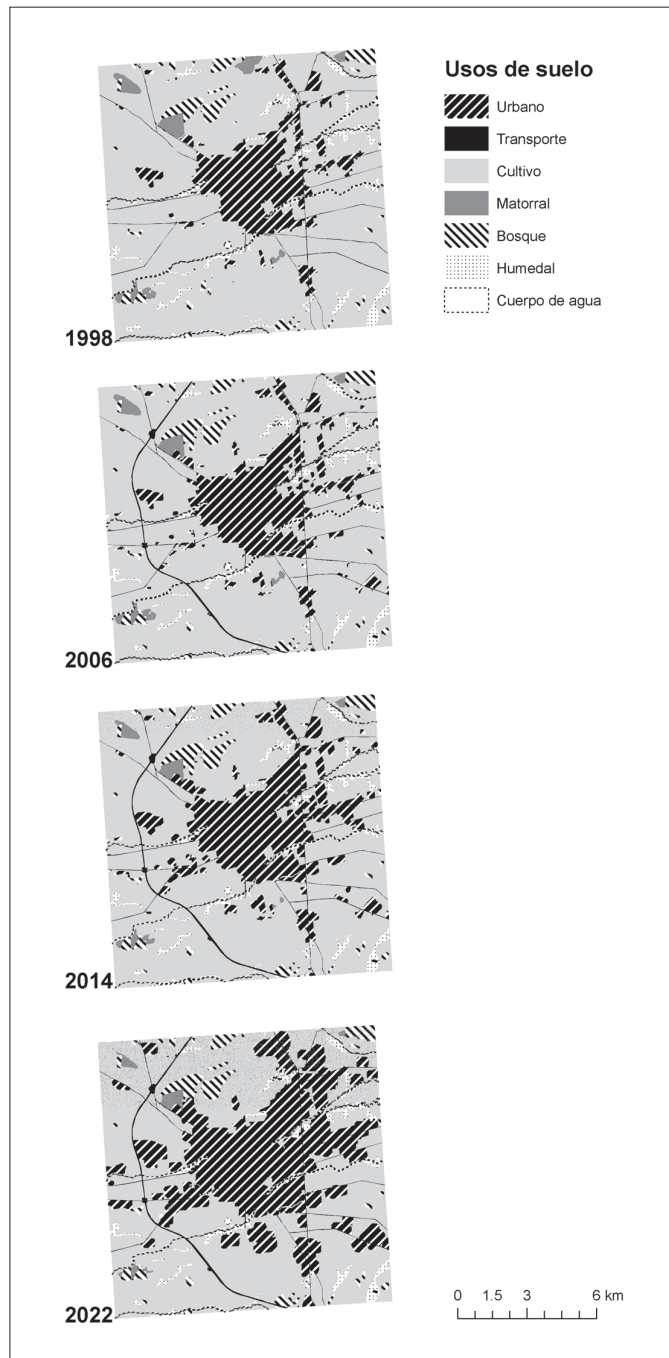 Usos de suelo
Urbano
Transporte
Cultivo
Matorral
Bosque
Humedal
Cuerpo de agua
1998
2006
2014
2022
0 1.5 3 6 km